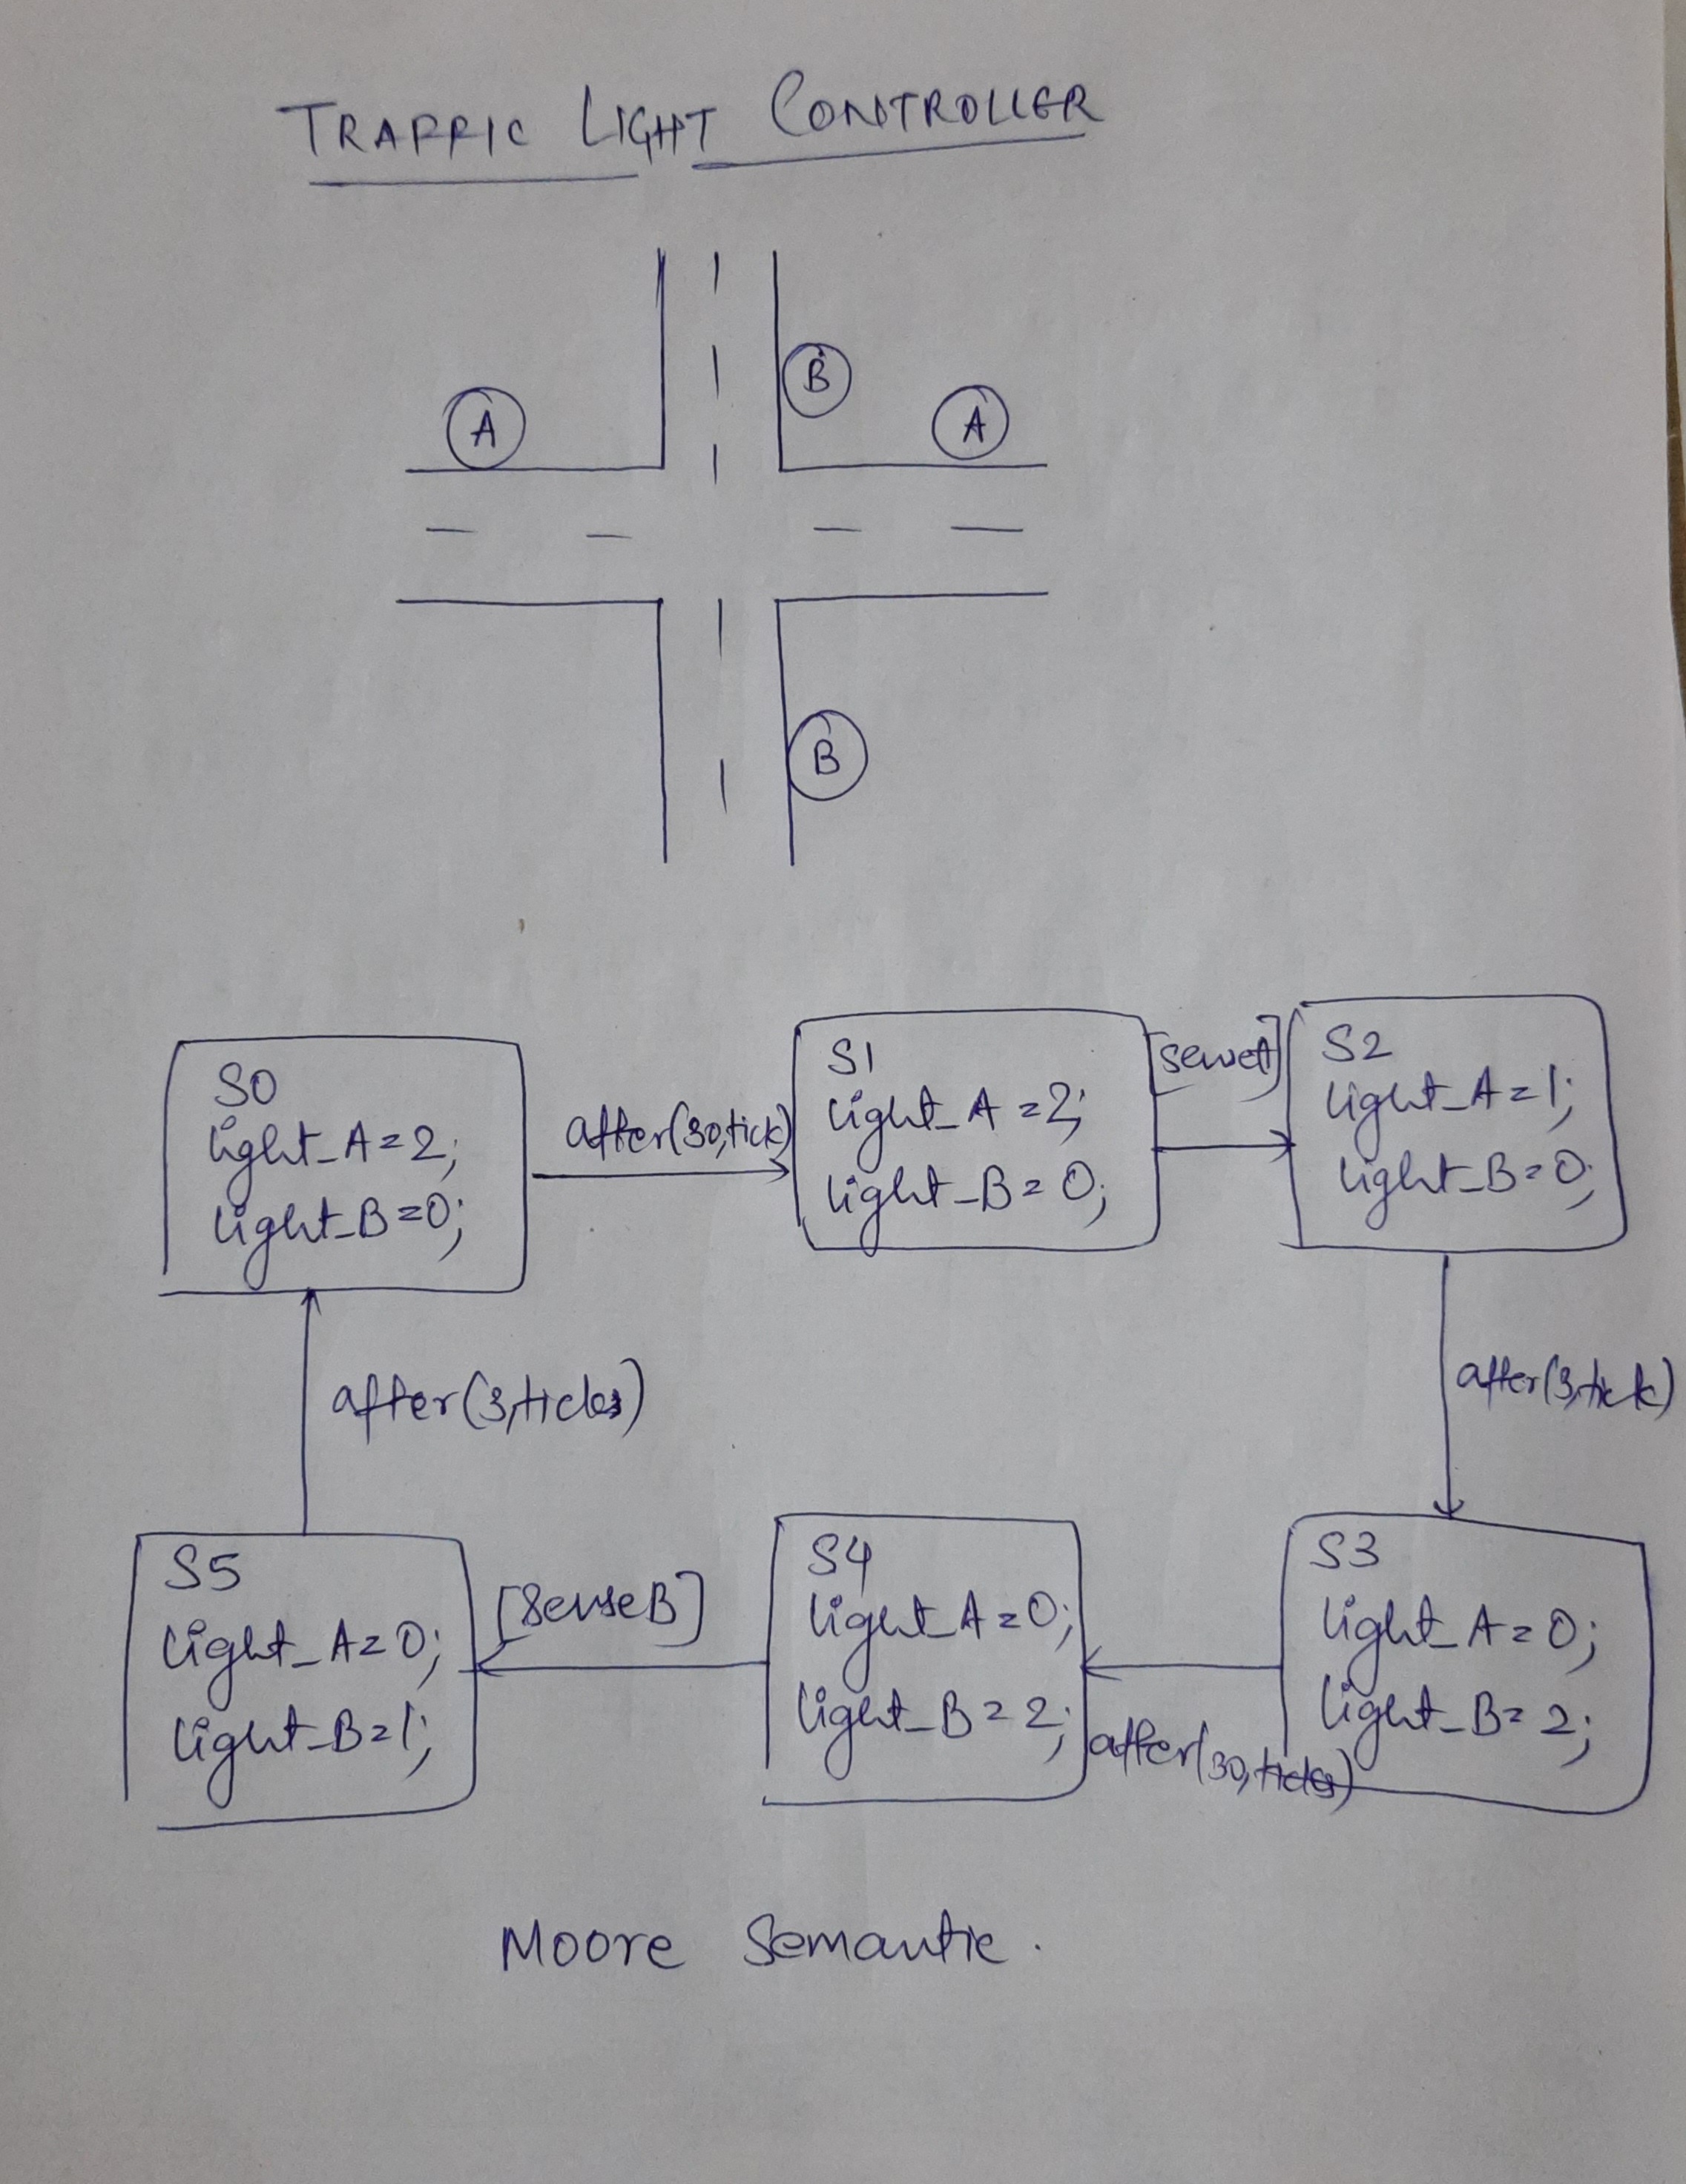 TRAFFIC LIGHT CONTROLLER
B
A
A
B
S0
light_A=2;
light_B=0;
after(30,tick)
S1
light_A=2;
light_B=0;
S2
light_A=1;
light_B=0;
after(3,ticks)
after(3,tick)
S5
light_A=0;
light_B=1;
[SenseB]
S4
light_A=0;
light_B=2;
after(30,ticks)
S3
light_A=0;
light_B=2;
Moore Semantic.